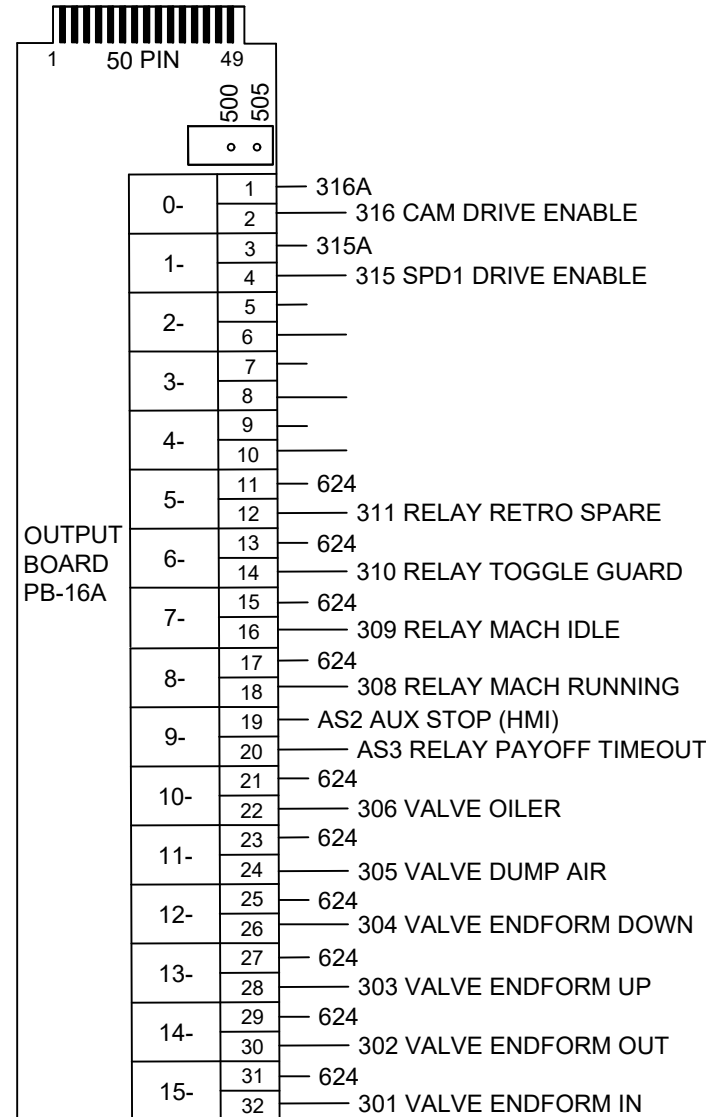 1 50 PIN 49
500 505
0- 1 316A
2 316 CAM DRIVE ENABLE
1- 3 315A
4 315 SPD1 DRIVE ENABLE
2- 5
6
3- 7
8
4- 9
10
5- 11 624
12 311 RELAY RETRO SPARE
OUTPUT
BOARD
PB-16A
6- 13 624
14 310 RELAY TOGGLE GUARD
7- 15 624
16 309 RELAY MACH IDLE
8- 17 624
18 308 RELAY MACH RUNNING
9- 19 AS2 AUX STOP (HMI)
20 AS3 RELAY PAYOFF TIMEOUT
10- 21 624
22 306 VALVE OILER
11- 23 624
24 305 VALVE DUMP AIR
12- 25 624
26 304 VALVE ENDFORM DOWN
13- 27 624
28 303 VALVE ENDFORM UP
14- 29 624
30 302 VALVE ENDFORM OUT
15- 31 624
32 301 VALVE ENDFORM IN